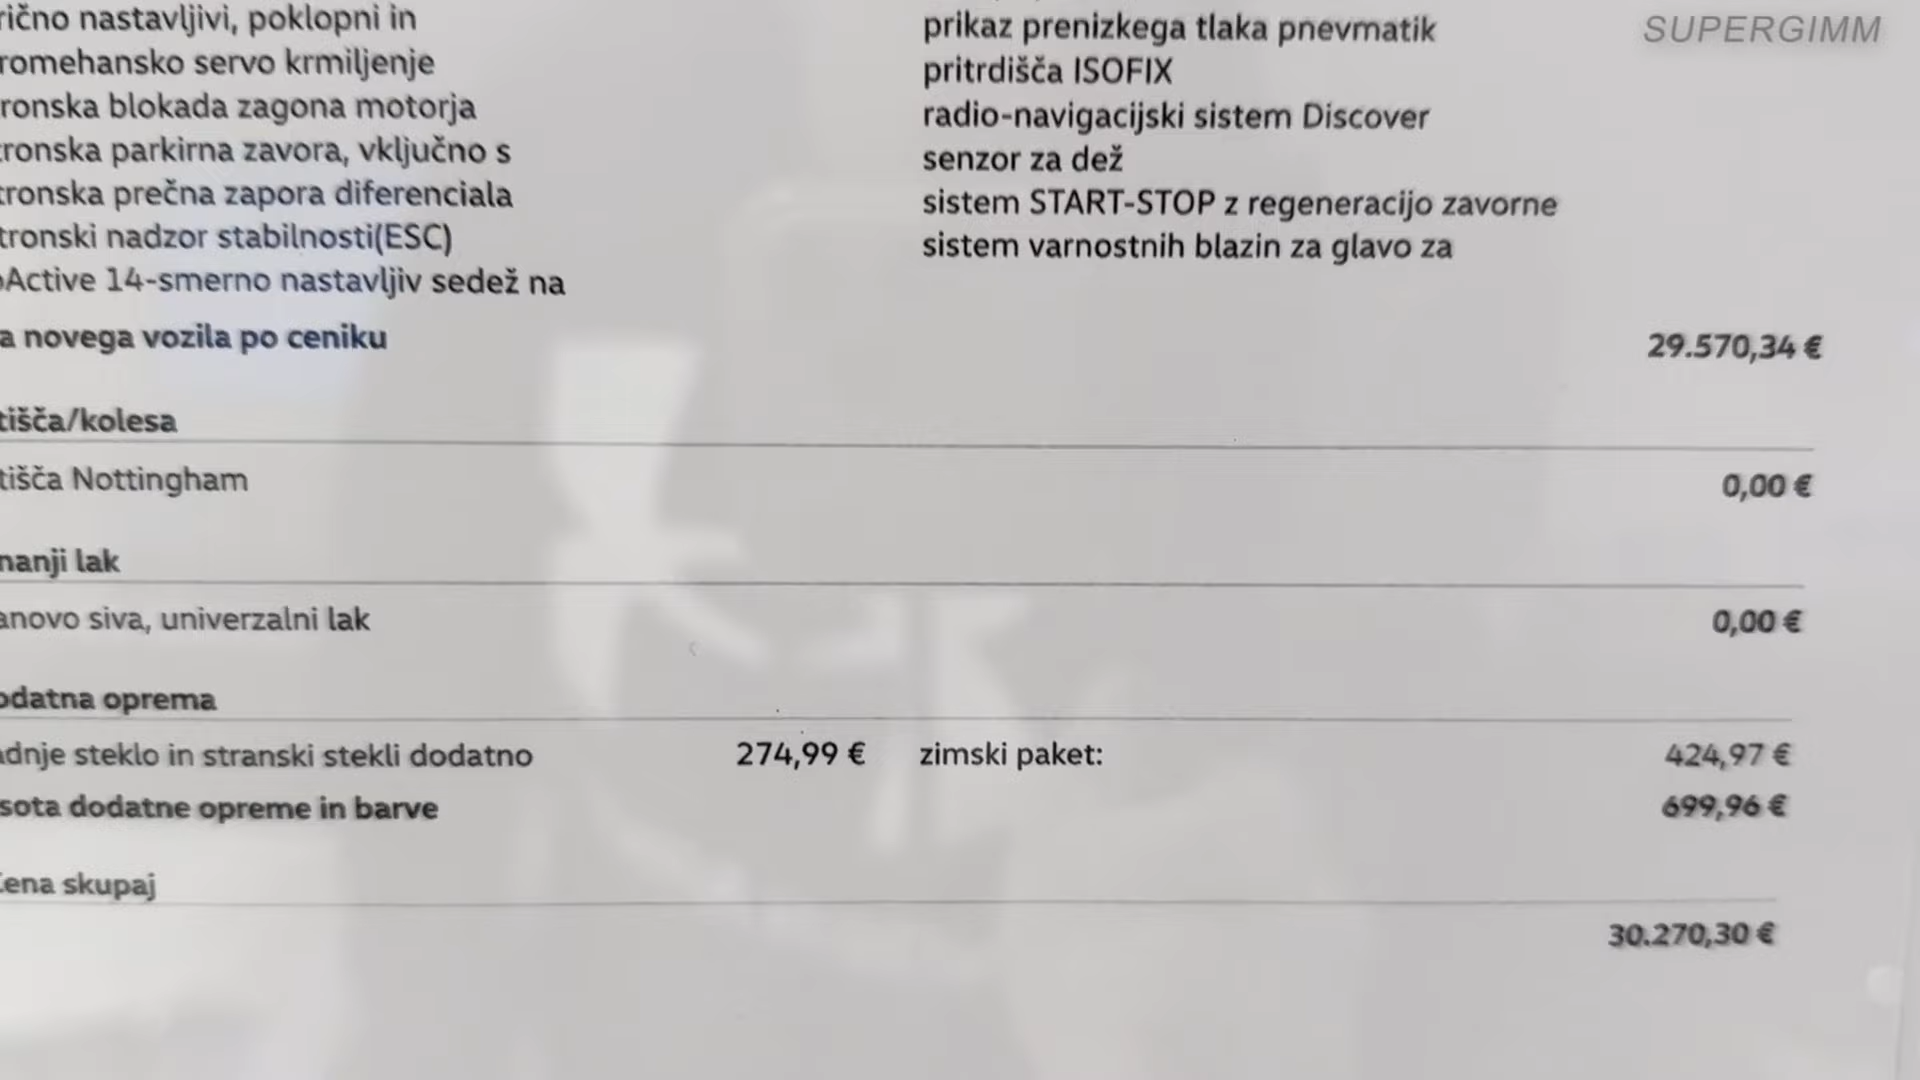 rično nastavljivi, poklopni in
romehansko servo krmiljenje
ronska blokada zagona motorja
tronska parkirna zavora, vključno s
tronska prečna zapora diferenciala
tronski nadzor stabilnosti(ESC)
oActive 14-smerno nastavljiv sedež na
prikaz prenizkega tlaka pnevmatik
pritrdišča ISOFIX
radio-navigacijski sistem Discover
senzor za dež
sistem START-STOP z regeneracijo zavorne
sistem varnostnih blazin za glavo za
SUPERGIMM
a novega vozila po ceniku 29.570,34 €
tišča/kolesa
tišča Nottingham 0,00 €
nanji lak
anovo siva, univerzalni lak 0,00 €
odatna oprema
adnje steklo in stranski stekli dodatno 274,99 € zimski paket: 424,97 €
sota dodatne opreme in barve 699,96 €
Cena skupaj
30.270,30 €